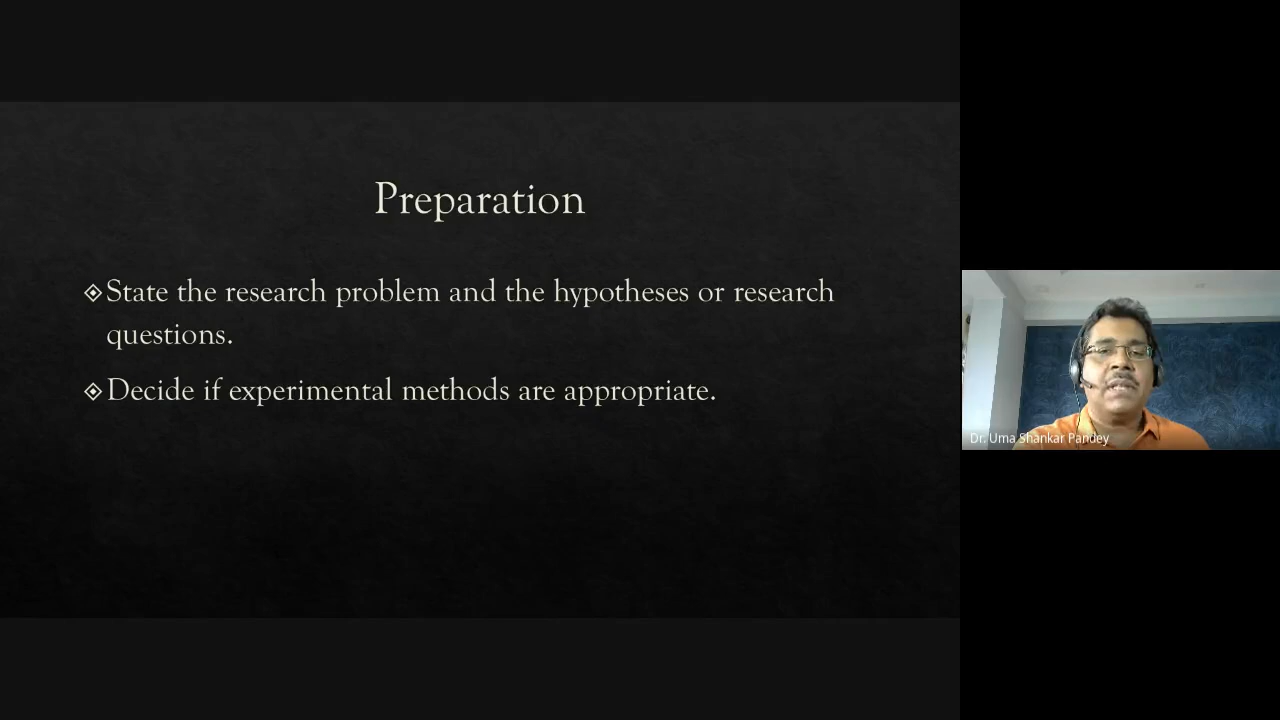 Preparation
State the research problem and the hypotheses or research
questions.
Decide if experimental methods are appropriate.
Dr. Uma Shankar Pandey